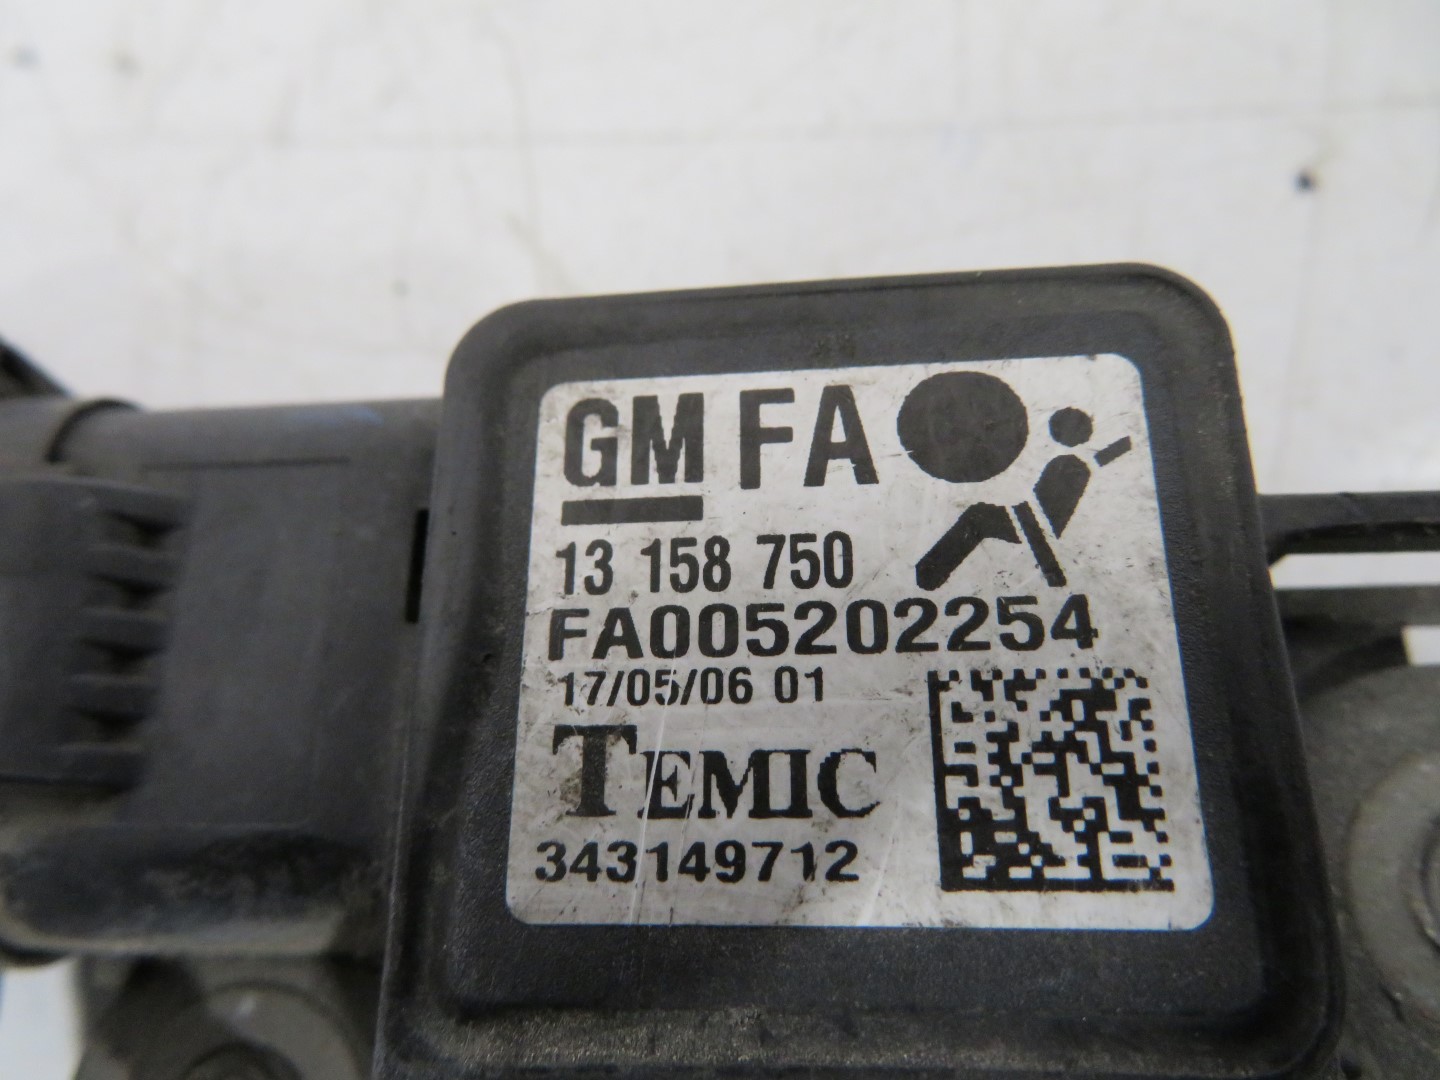 GM FA
13 158 750
FA005202254
17/05/06 01
TEMIC
343149712